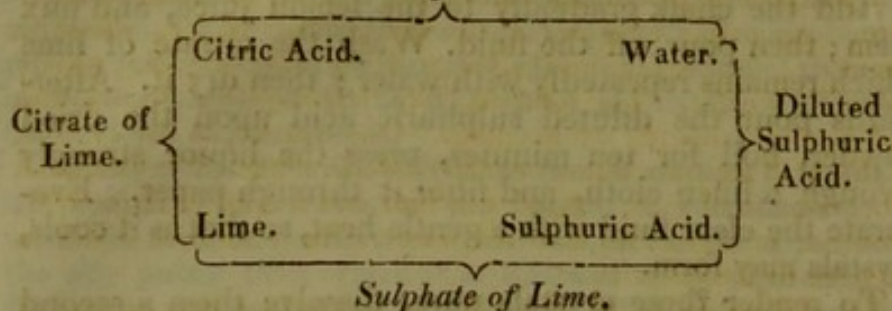 Citric Acid. Water.
Citrate of Lime. Diluted Sulphuric Acid.
Lime. Sulphuric Acid.
Sulphate of Lime.